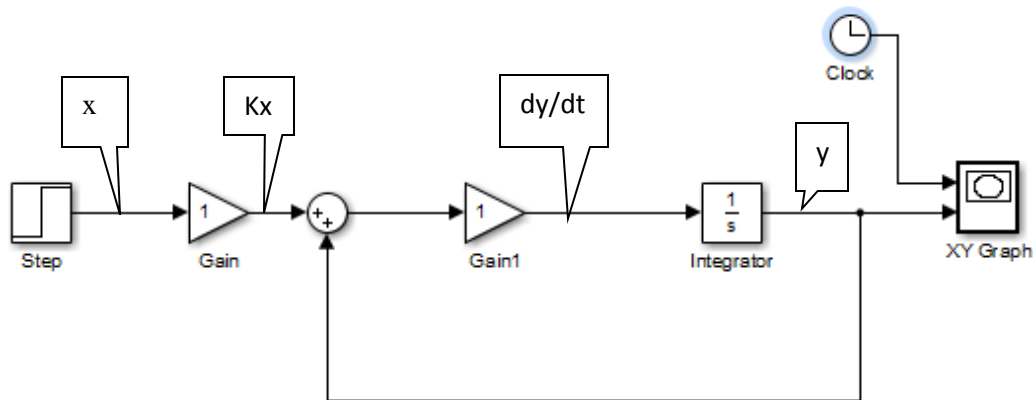 Clock
x
Kx
dy/dt
y
1
+
+
1
1
s
Step
Gain
Gain1
Integrator
XY Graph